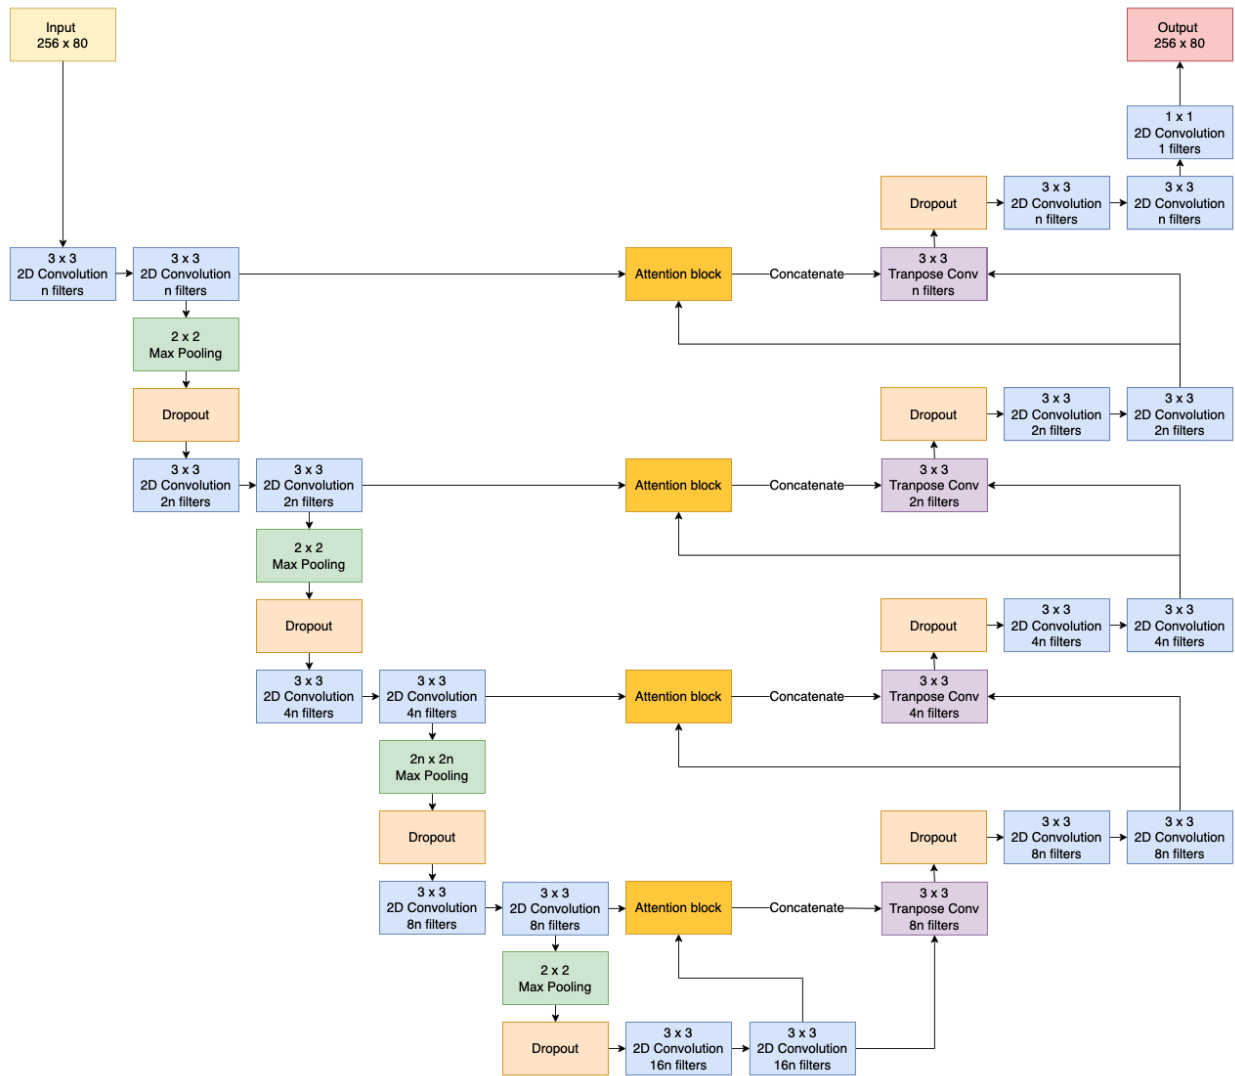 Input
256 x 80
Output
256 x 80
1 x 1
2D Convolution
1 filters
Dropout
3 x 3
2D Convolution
n filters
3 x 3
2D Convolution
n filters
3 x 3
2D Convolution
n filters
3 x 3
2D Convolution
n filters
Attention block
Concatenate
3 x 3
Tranpose Conv
n filters
2 x 2
Max Pooling
Dropout
Dropout
3 x 3
2D Convolution
2n filters
3 x 3
2D Convolution
2n filters
3 x 3
2D Convolution
2n filters
3 x 3
2D Convolution
2n filters
Attention block
Concatenate
3 x 3
Tranpose Conv
2n filters
2 x 2
Max Pooling
Dropout
Dropout
3 x 3
2D Convolution
4n filters
3 x 3
2D Convolution
4n filters
3 x 3
2D Convolution
4n filters
3 x 3
2D Convolution
4n filters
Attention block
Concatenate
3 x 3
Tranpose Conv
4n filters
2n x 2n
Max Pooling
Dropout
Dropout
3 x 3
2D Convolution
8n filters
3 x 3
2D Convolution
8n filters
3 x 3
2D Convolution
8n filters
3 x 3
2D Convolution
8n filters
Attention block
Concatenate
3 x 3
Tranpose Conv
8n filters
2 x 2
Max Pooling
Dropout
3 x 3
2D Convolution
16n filters
3 x 3
2D Convolution
16n filters